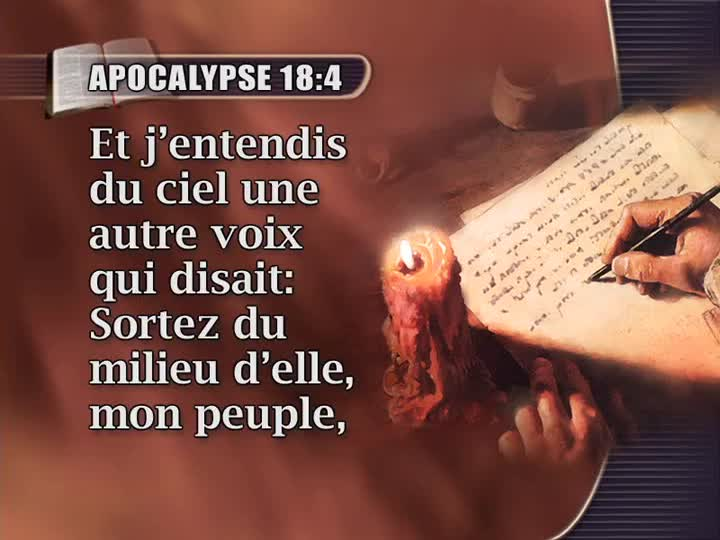 APOCALYPSE 18:4
Et j’entendis
du ciel une
autre voix
qui disait:
Sortez du
milieu d’elle,
mon peuple,